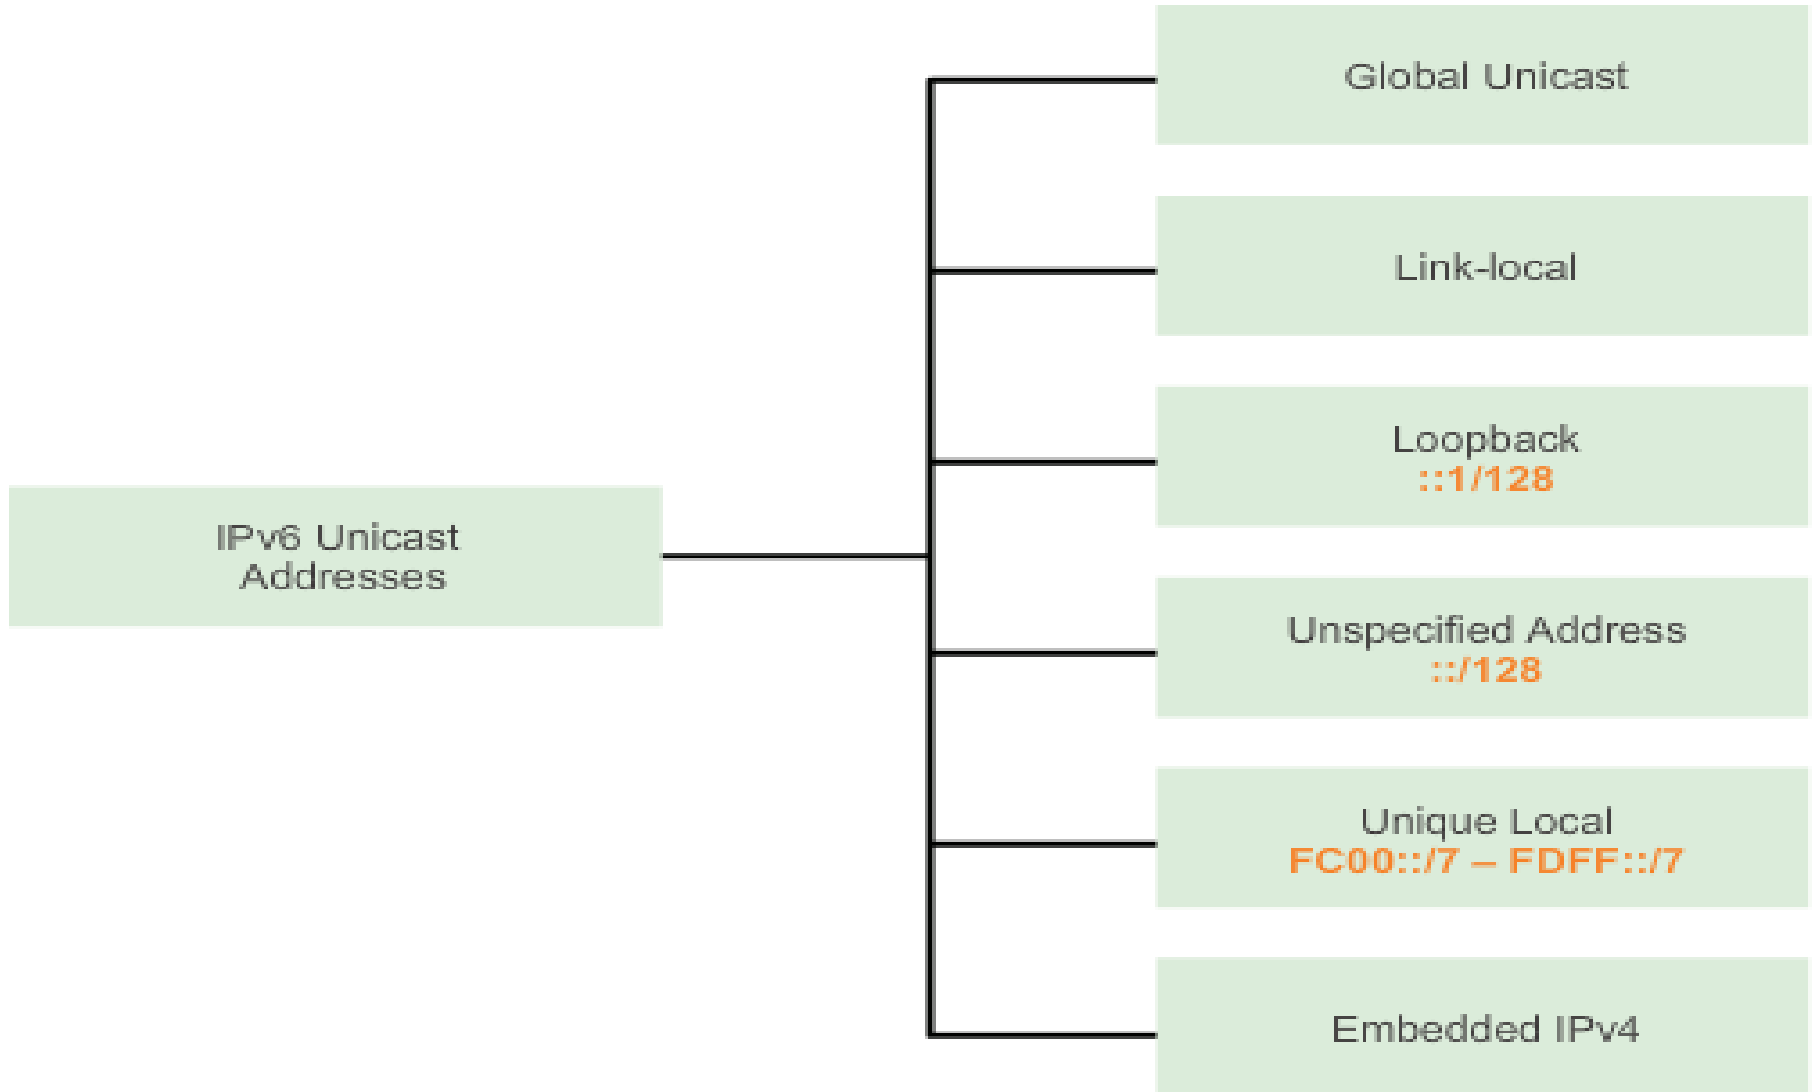 Global Unicast
Link-local
Loopback
::1/128
IPv6 Unicast
Addresses
Unspecified Address
::/128
Unique Local
FC00::/7 – FDFF::/7
Embedded IPv4